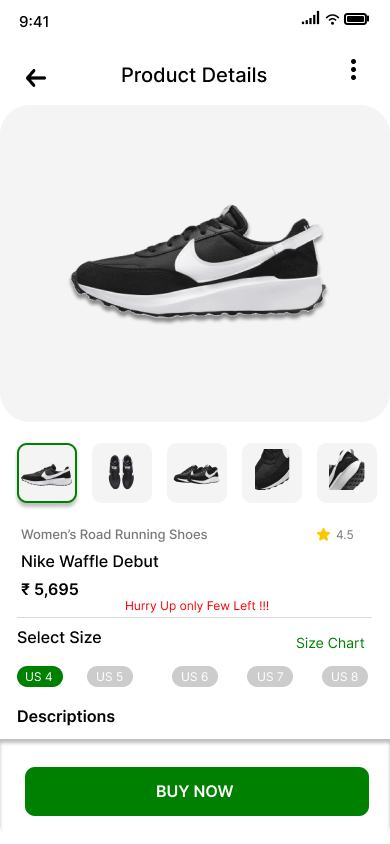 9:41
Product Details
Women’s Road Running Shoes 4.5
Nike Waffle Debut
₹ 5,695
Hurry Up only Few Left !!!
Select Size
Size Chart
US 4 US 5 US 6 US 7 US 8
Descriptions
BUY NOW